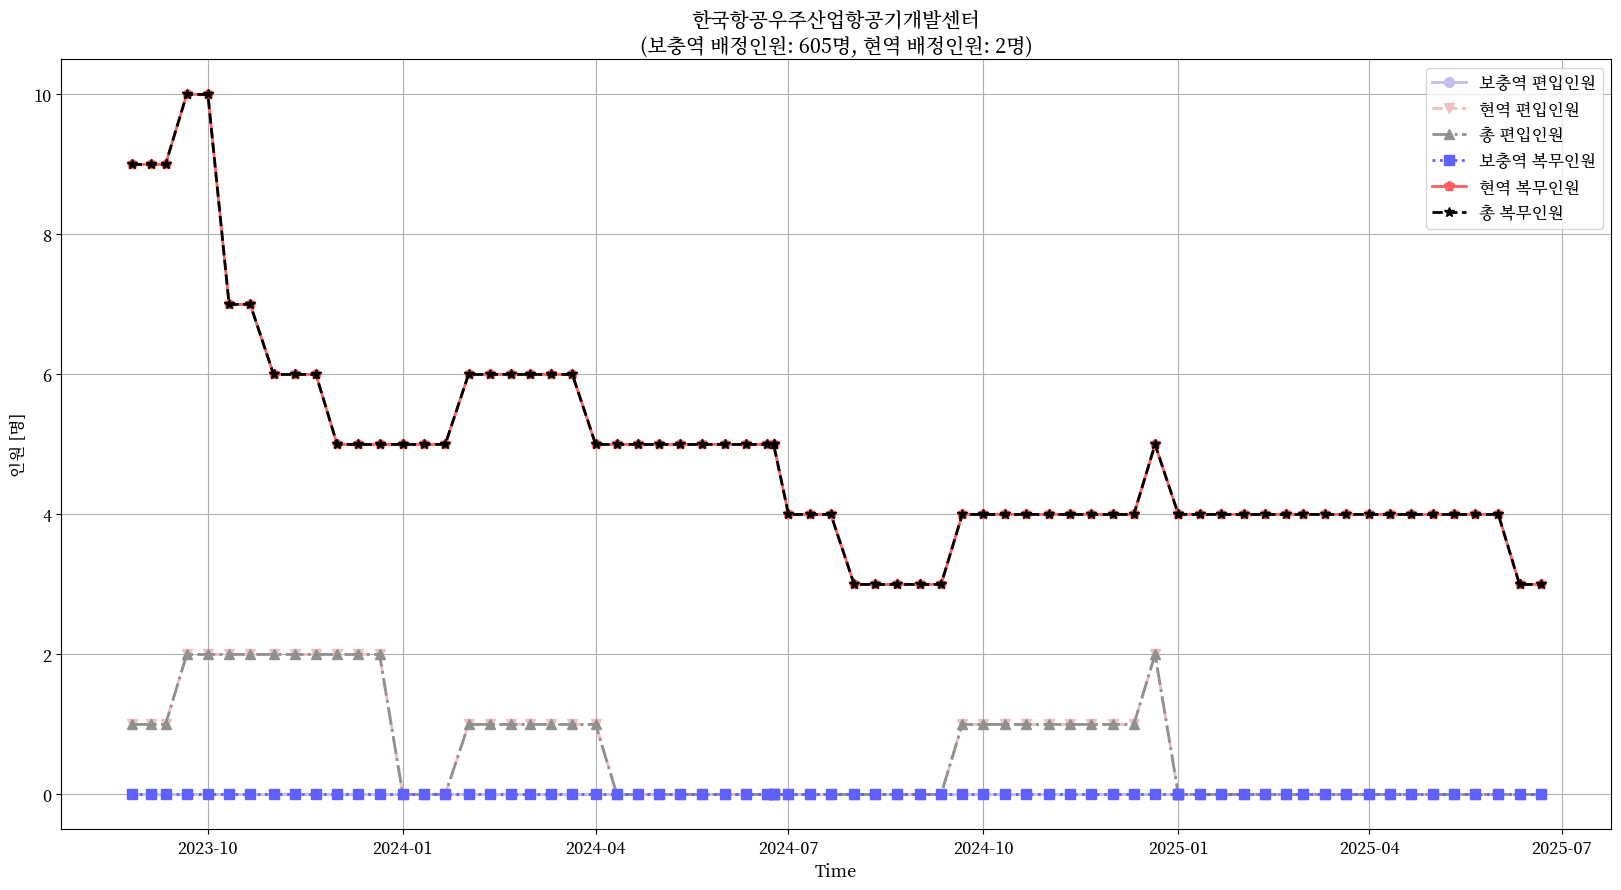 한국항공우주산업항공기개발센터
(보충역 배정인원: 605명, 현역 배정인원: 2명)
보충역 편입인원
현역 편입인원
총 편입인원
보충역 복무인원
현역 복무인원
총 복무인원
인원 [명]
10
8
6
4
2
0
2023-10
2024-01
2024-04
2024-07
2024-10
2025-01
2025-04
2025-07
Time